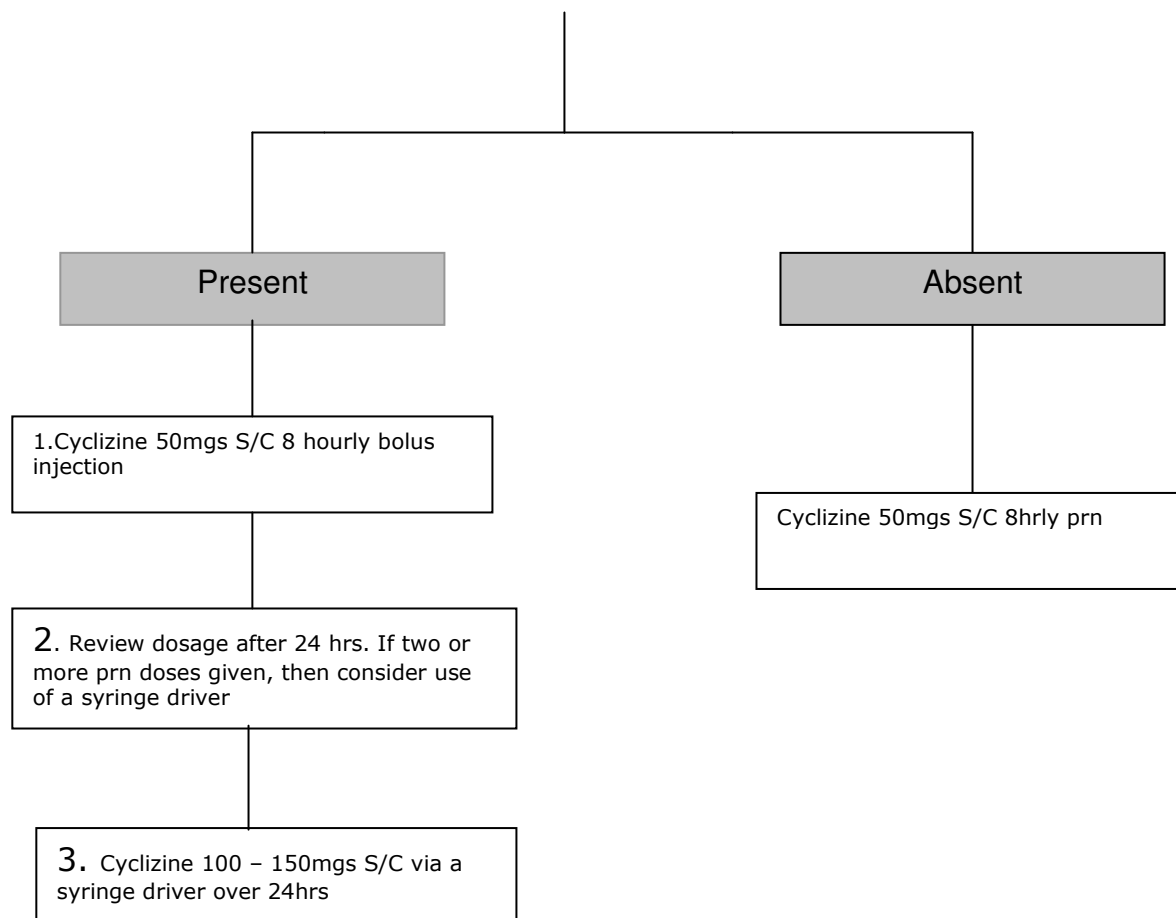 Present
Absent
1.Cyclizine 50mgs S/C 8 hourly bolus
injection
Cyclizine 50mgs S/C 8hrly prn
2. Review dosage after 24 hrs. If two or
more prn doses given, then consider use
of a syringe driver
3. Cyclizine 100 – 150mgs S/C via a
syringe driver over 24hrs